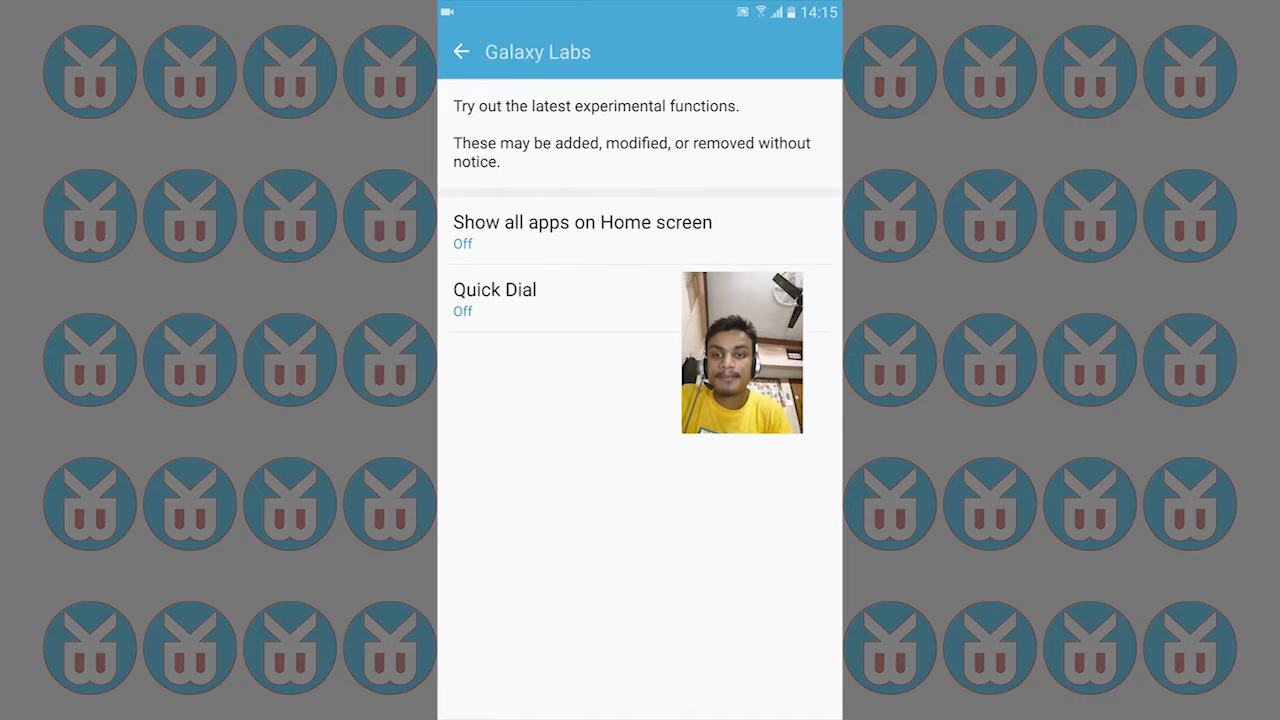 14:15
Galaxy Labs
Try out the latest experimental functions.
These may be added, modified, or removed without
notice.
Show all apps on Home screen
Off
Quick Dial
Off